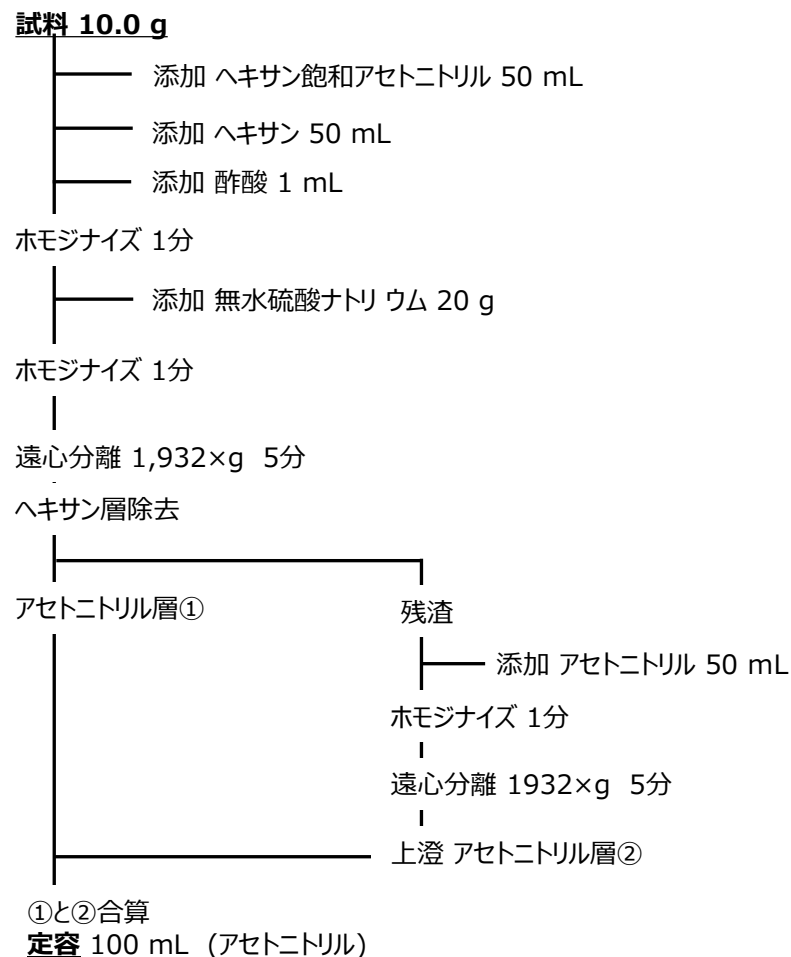 試料 10.0 g
添加 ヘキサン飽和アセトニトリル 50 mL
添加 ヘキサン 50 mL
添加 酢酸 1 mL
ホモジナイズ 1分
添加 無水硫酸ナトリ ウム 20 g
ホモジナイズ 1分
遠心分離 1,932×g 5分
ヘキサン層除去
アセトニトリル層①
残渣
添加 アセトニトリル 50 mL
ホモジナイズ 1分
遠心分離 1932×g 5分
上澄 アセトニトリル層②
①と②合算
定容 100 mL (アセトニトリル)